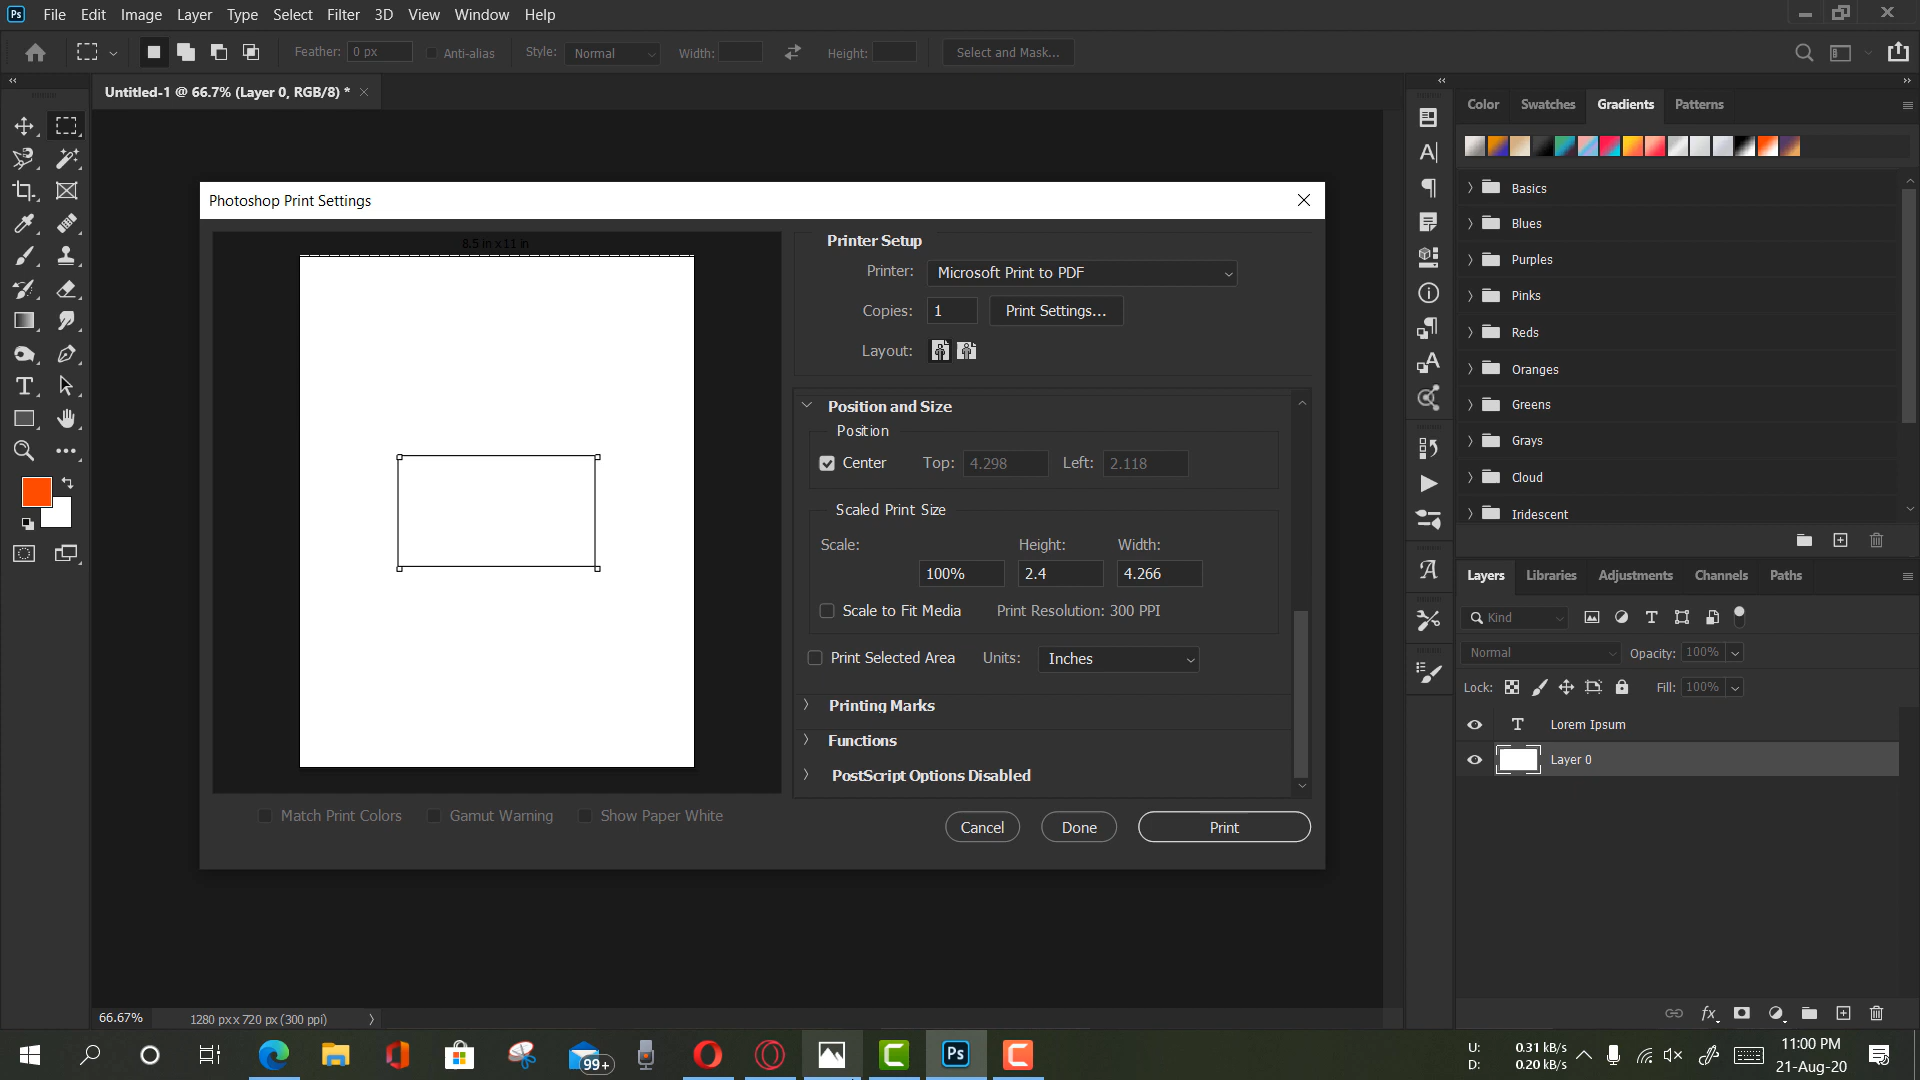 Ps File Edit Image Layer Type Select Filter 3D View Window Help
Feather: 0 px Anti-alias Style: Normal Width: Height: Select and Mask...
Untitled-1 @ 66.7% (Layer 0, RGB/8) *
Photoshop Print Settings
8.5 in x 11 in
Printer Setup
Printer: Microsoft Print to PDF
Copies: 1 Print Settings...
Layout:
Position and Size
Position
Center Top: 4.298 Left: 2.118
Scaled Print Size
Scale: Height: Width:
100% 2.4 4.266
Scale to Fit Media Print Resolution: 300 PPI
Print Selected Area Units: Inches
Printing Marks
Functions
PostScript Options Disabled
Match Print Colors Gamut Warning Show Paper White
Cancel Done Print
Color Swatches Gradients Patterns
Basics
Blues
Purples
Pinks
Reds
Oranges
Greens
Grays
Cloud
Iridescent
Layers Libraries Adjustments Channels Paths
Kind
Normal Opacity: 100%
Lock: Fill: 100%
Lorem Ipsum
Layer 0
fx
66.67% 1280 px x 720 px (300 ppi)
99+
Ps
U: 0.31 kB/s
D: 0.20 kB/s
11:00 PM
21-Aug-20